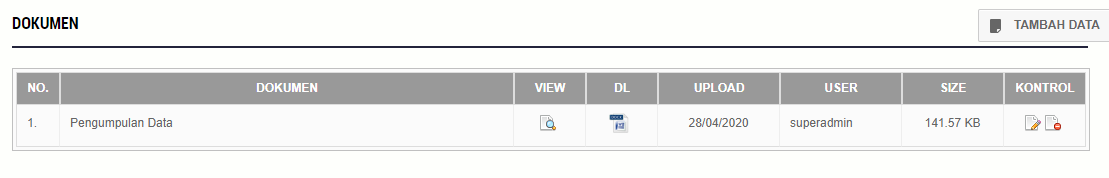 DOKUMEN
TAMBAH DATA
NO. DOKUMEN VIEW DL UPLOAD USER SIZE KONTROL
1. Pengumpulan Data 28/04/2020 superadmin 141.57 KB